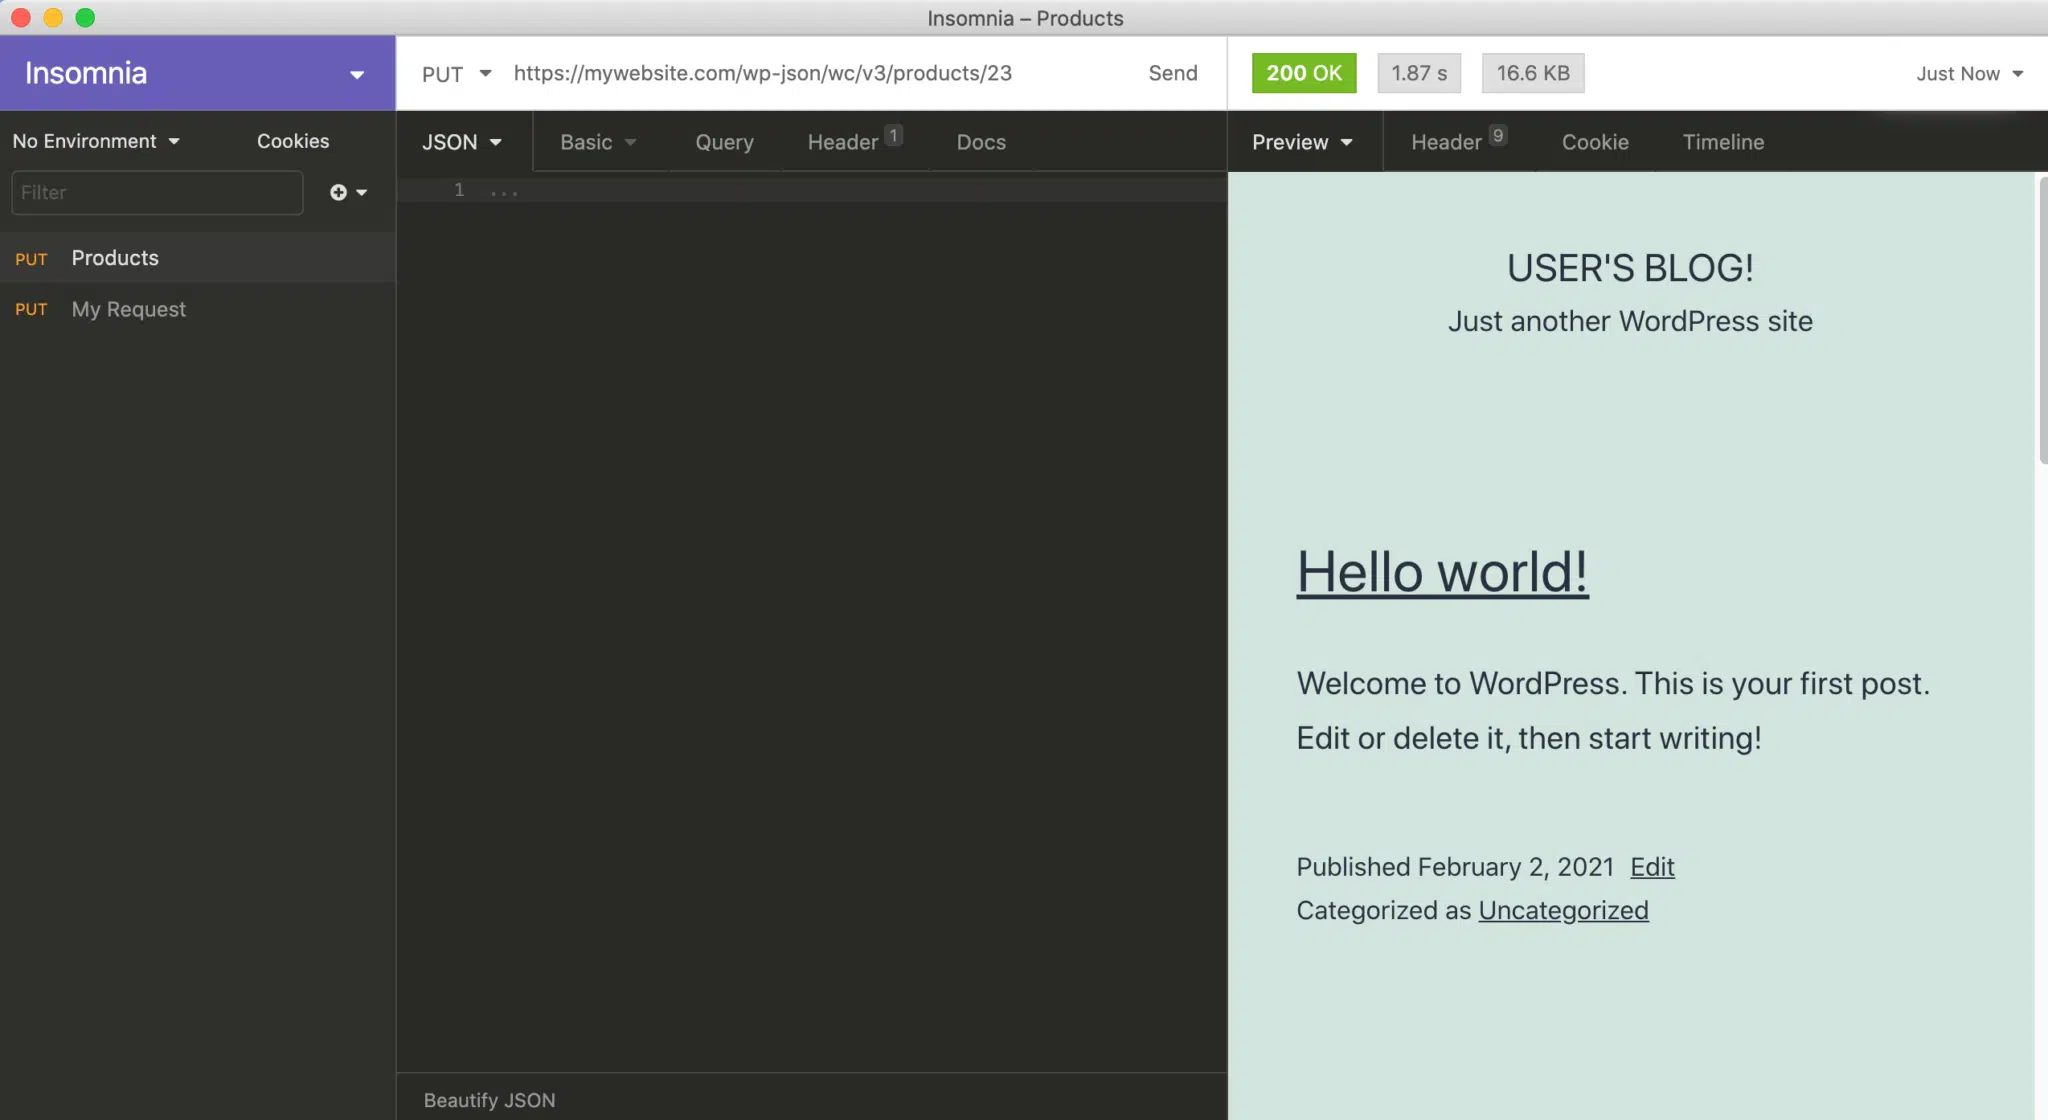 Insomnia – Products
Insomnia
PUT https://mywebsite.com/wp-json/wc/v3/products/23 Send
200 OK 1.87 s 16.6 KB Just Now
No Environment Cookies
JSON Basic Query Header 1 Docs
Preview Header 9 Cookie Timeline
Filter
1 ...
PUT Products
PUT My Request
USER'S BLOG!
Just another WordPress site
Hello world!
Welcome to WordPress. This is your first post.
Edit or delete it, then start writing!
Published February 2, 2021 Edit
Categorized as Uncategorized
Beautify JSON